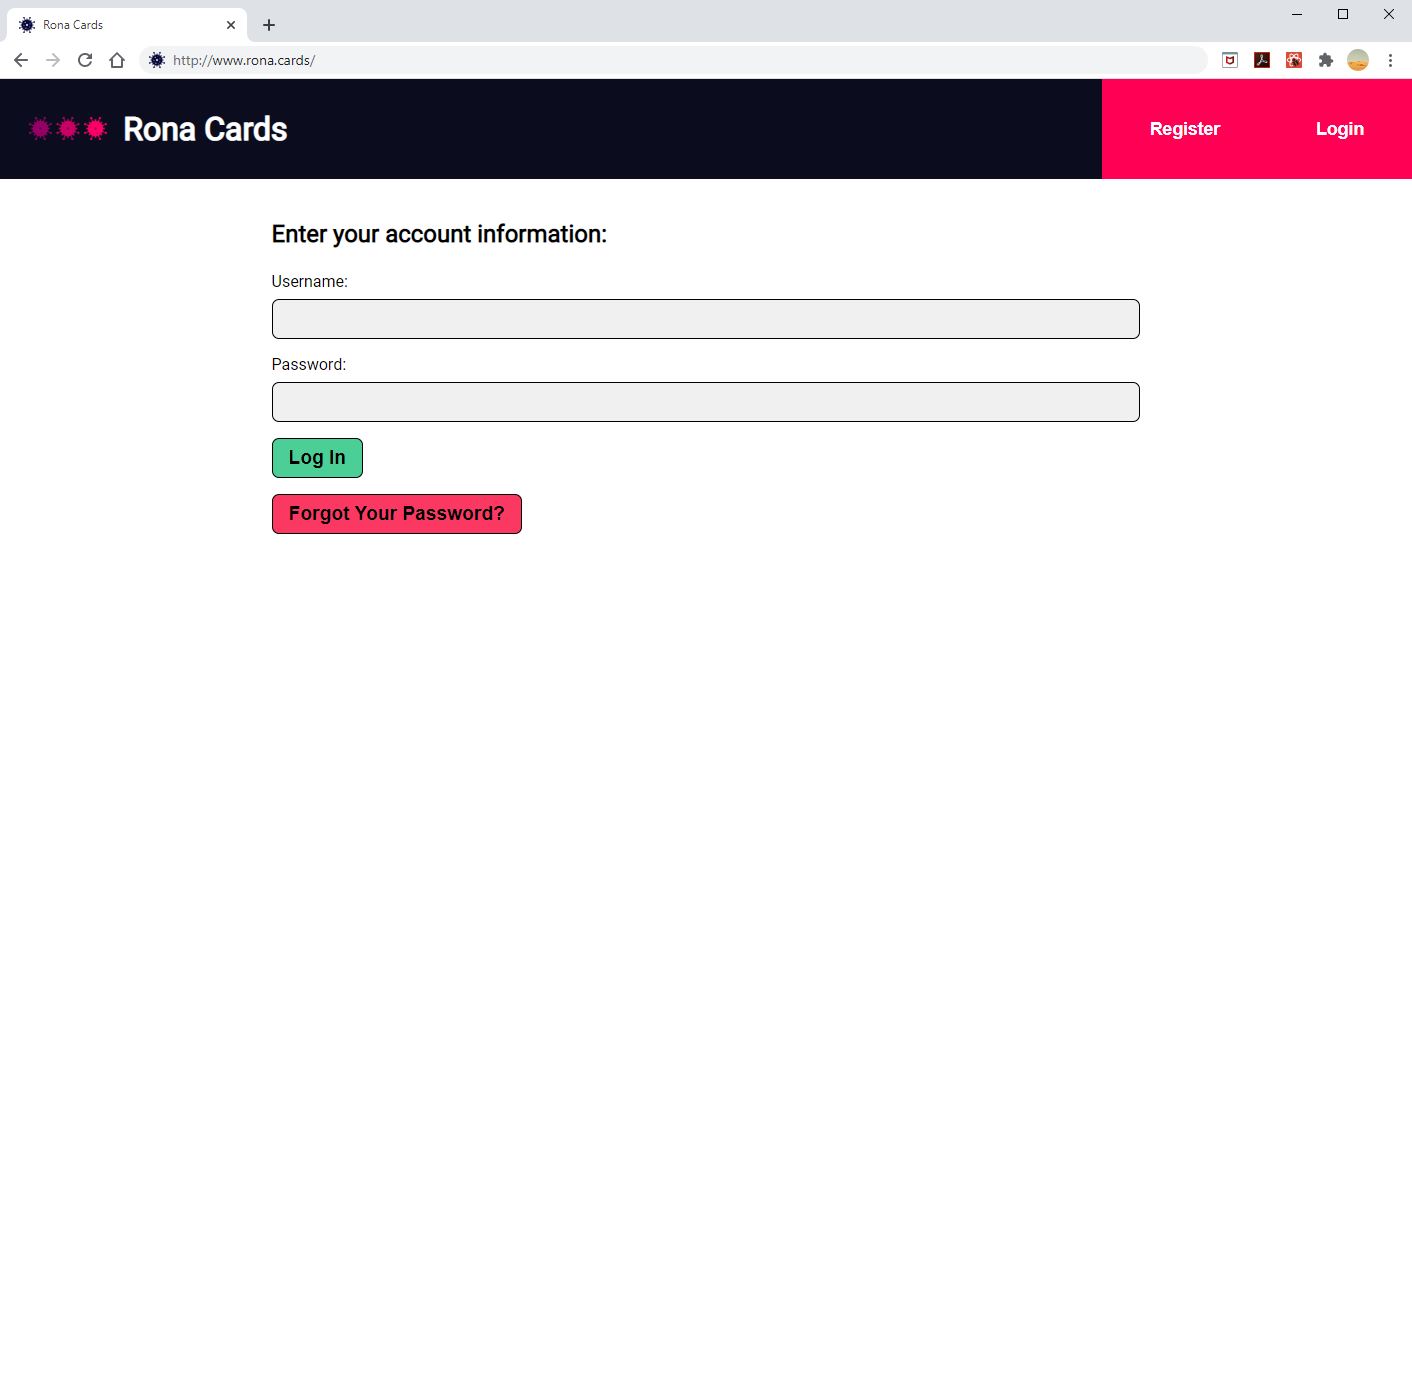 Rona Cards
http://www.rona.cards/
Rona Cards
Register
Login
Enter your account information:
Username:
Password:
Log In
Forgot Your Password?